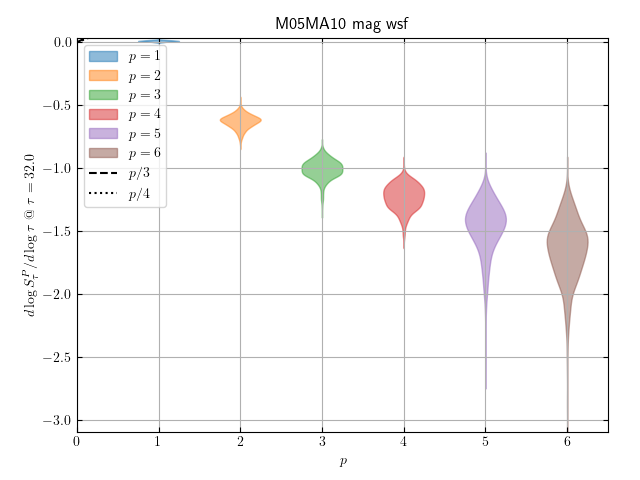 M05MA10 mag wsf
d log S_τ^P / d log τ @ τ = 32.0
0.0
−0.5
−1.0
−1.5
−2.0
−2.5
−3.0
p = 1
p = 2
p = 3
p = 4
p = 5
p = 6
p/3
p/4
0 1 2 3 4 5 6
p